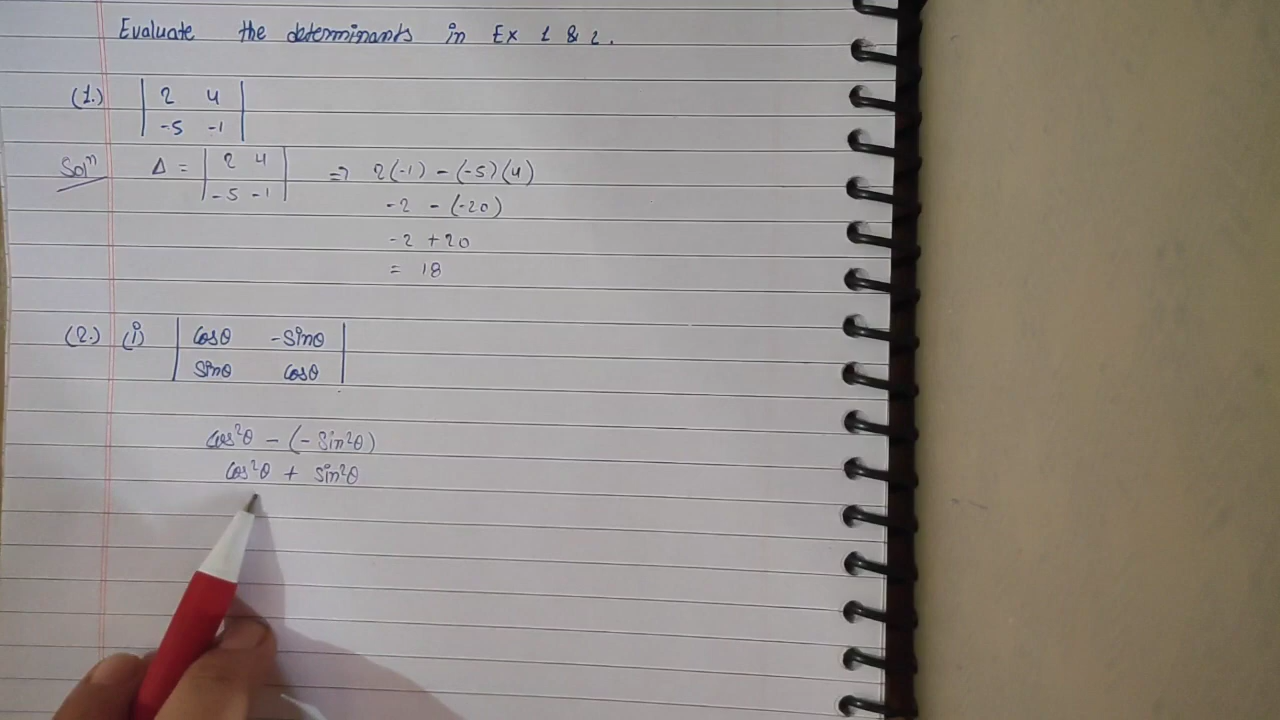 Evaluate the determinants in Ex 1 & 2.
(1.) | 2 4 |
| -5 -1 |
Solⁿ Δ = | 2 4 | => 2(-1) - (-5)(4)
| -5 -1 |
-2 - (-20)
-2 + 20
= 18
(2.) (i) | cosθ -sinθ |
| sinθ cosθ |
cos²θ - (- sin²θ)
cos²θ + sin²θ